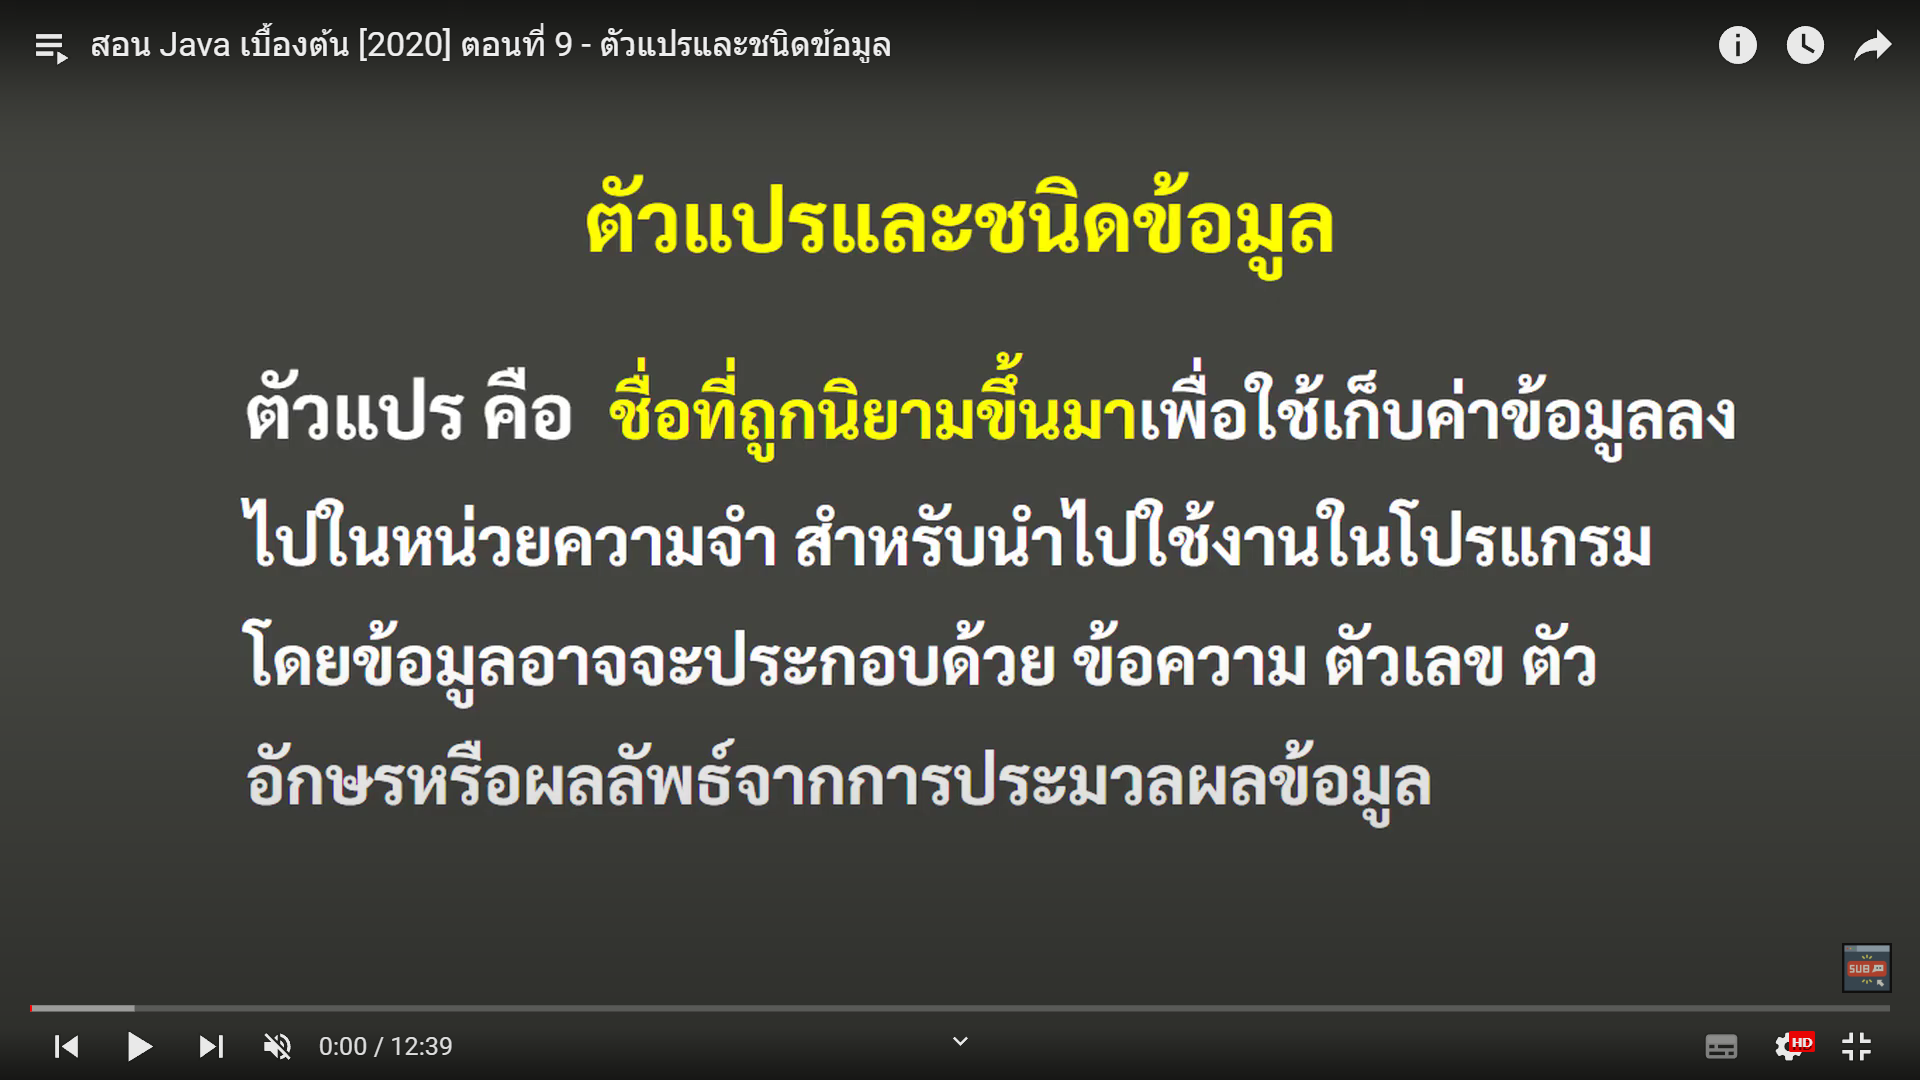 สอน Java เบื้องต้น [2020] ตอนที่ 9 - ตัวแปรและชนิดข้อมูล
ตัวแปรและชนิดข้อมูล
ตัวแปร คือ ชื่อที่ถูกนิยามขึ้นมาเพื่อใช้เก็บค่าข้อมูลลง
ไปในหน่วยความจำ สำหรับนำไปใช้งานในโปรแกรม
โดยข้อมูลอาจจะประกอบด้วย ข้อความ ตัวเลข ตัว
อักษรหรือผลลัพธ์จากการประมวลผลข้อมูล
SUB
0:00 / 12:39
HD